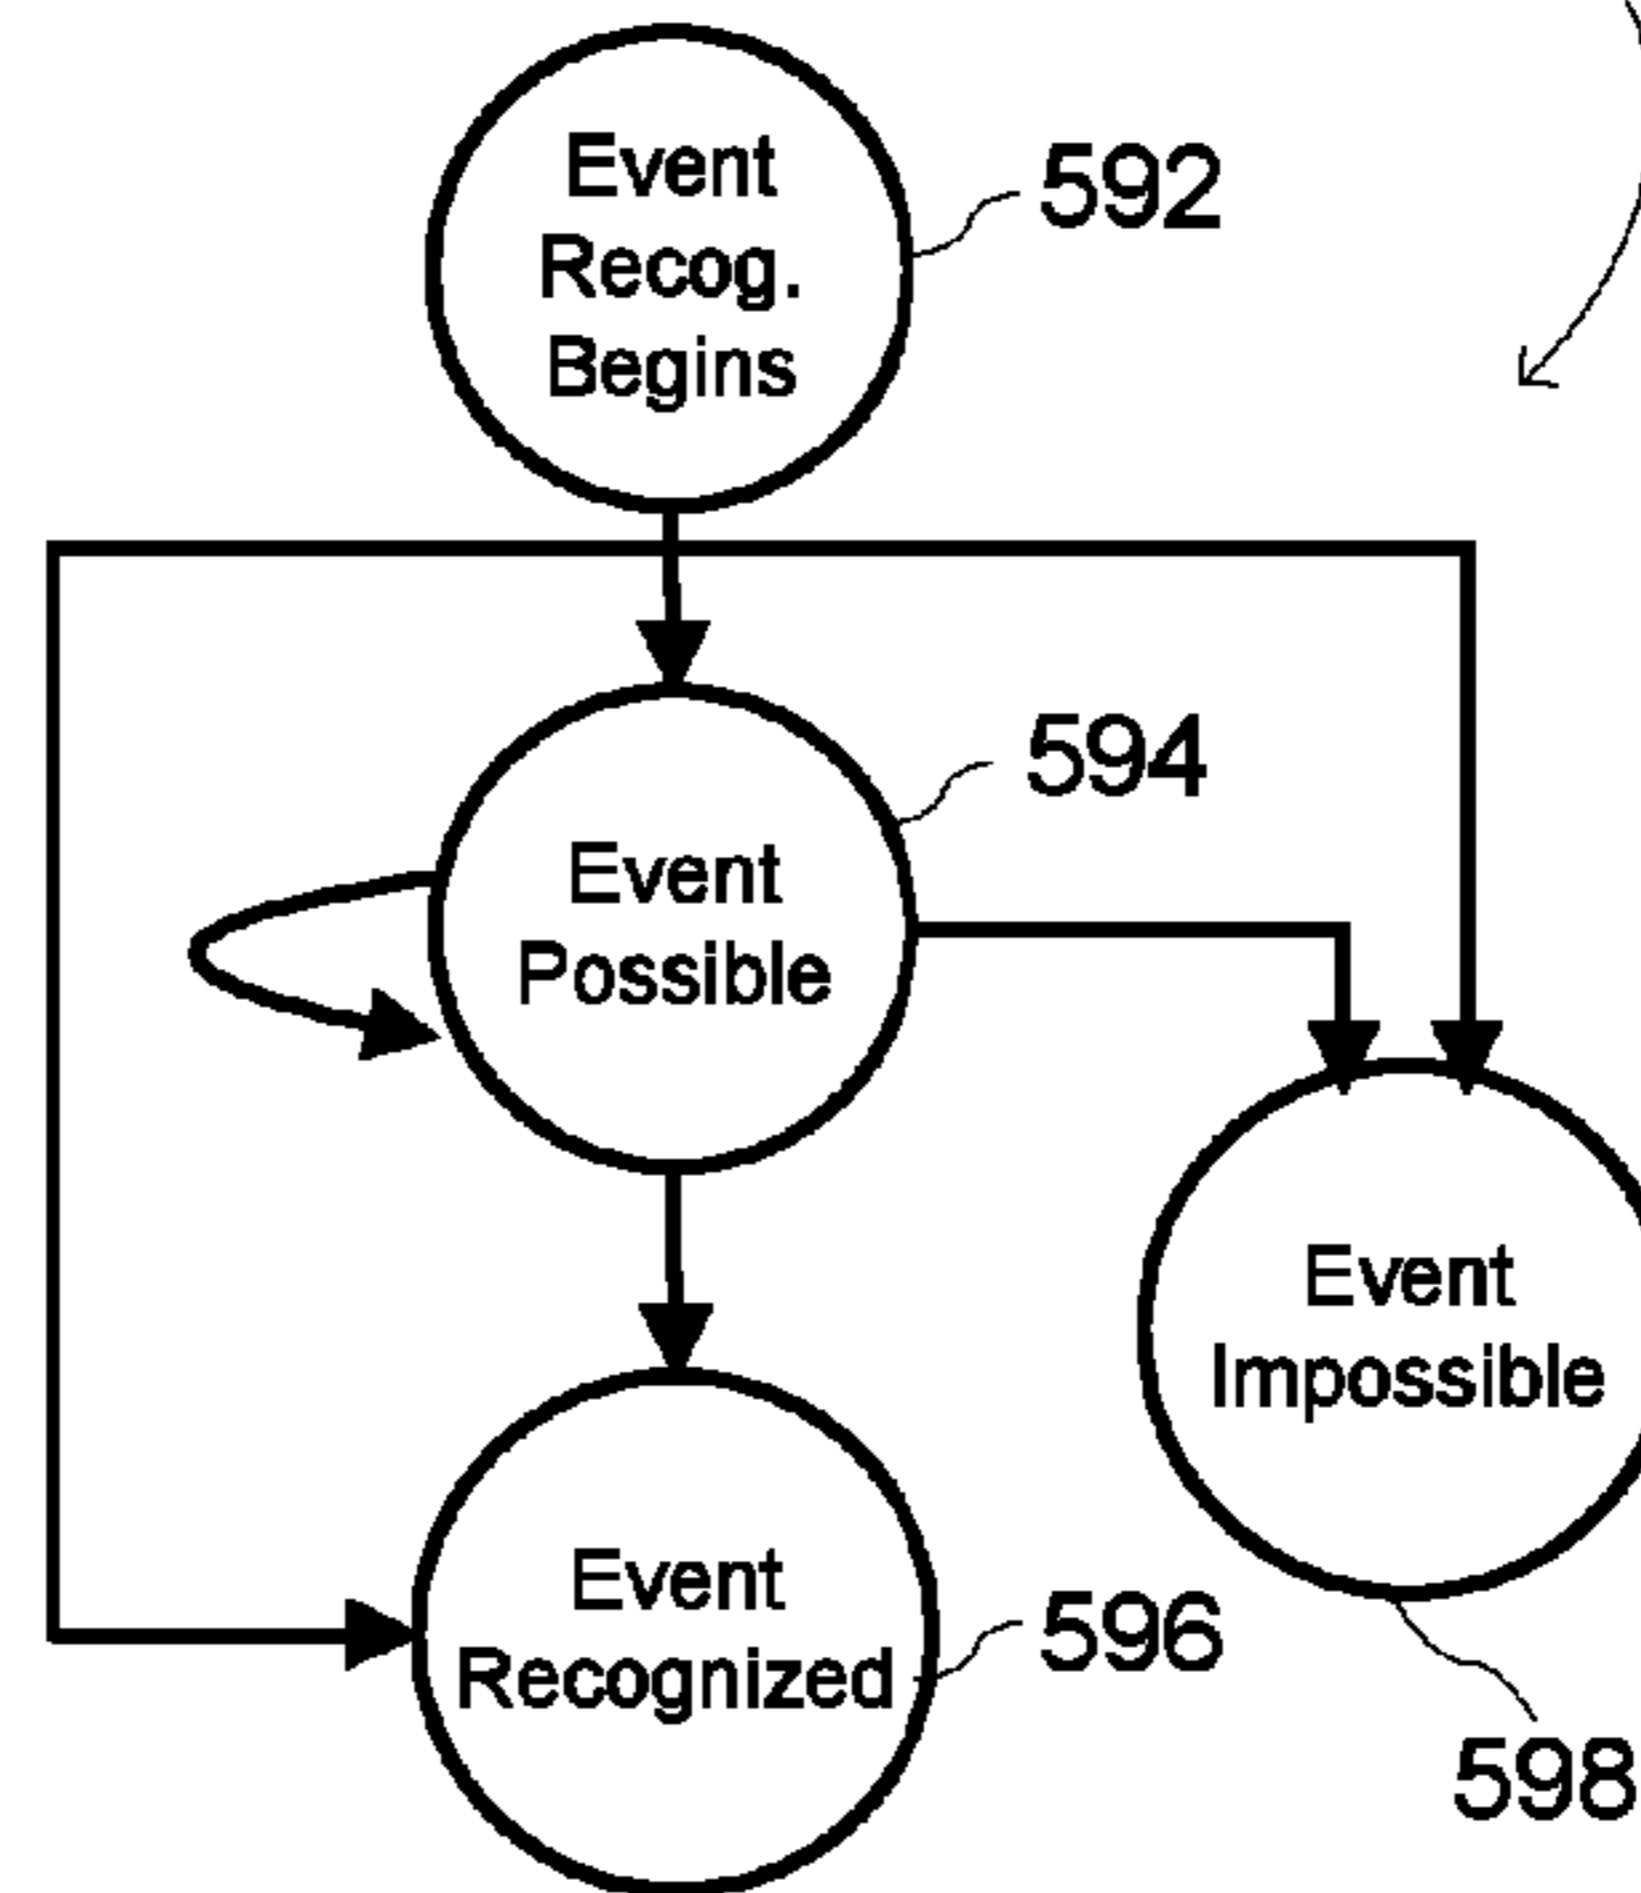 Event
Recog.
Begins
592
594
Event
Possible
Event
Impossible
Event
Recognized
596
598